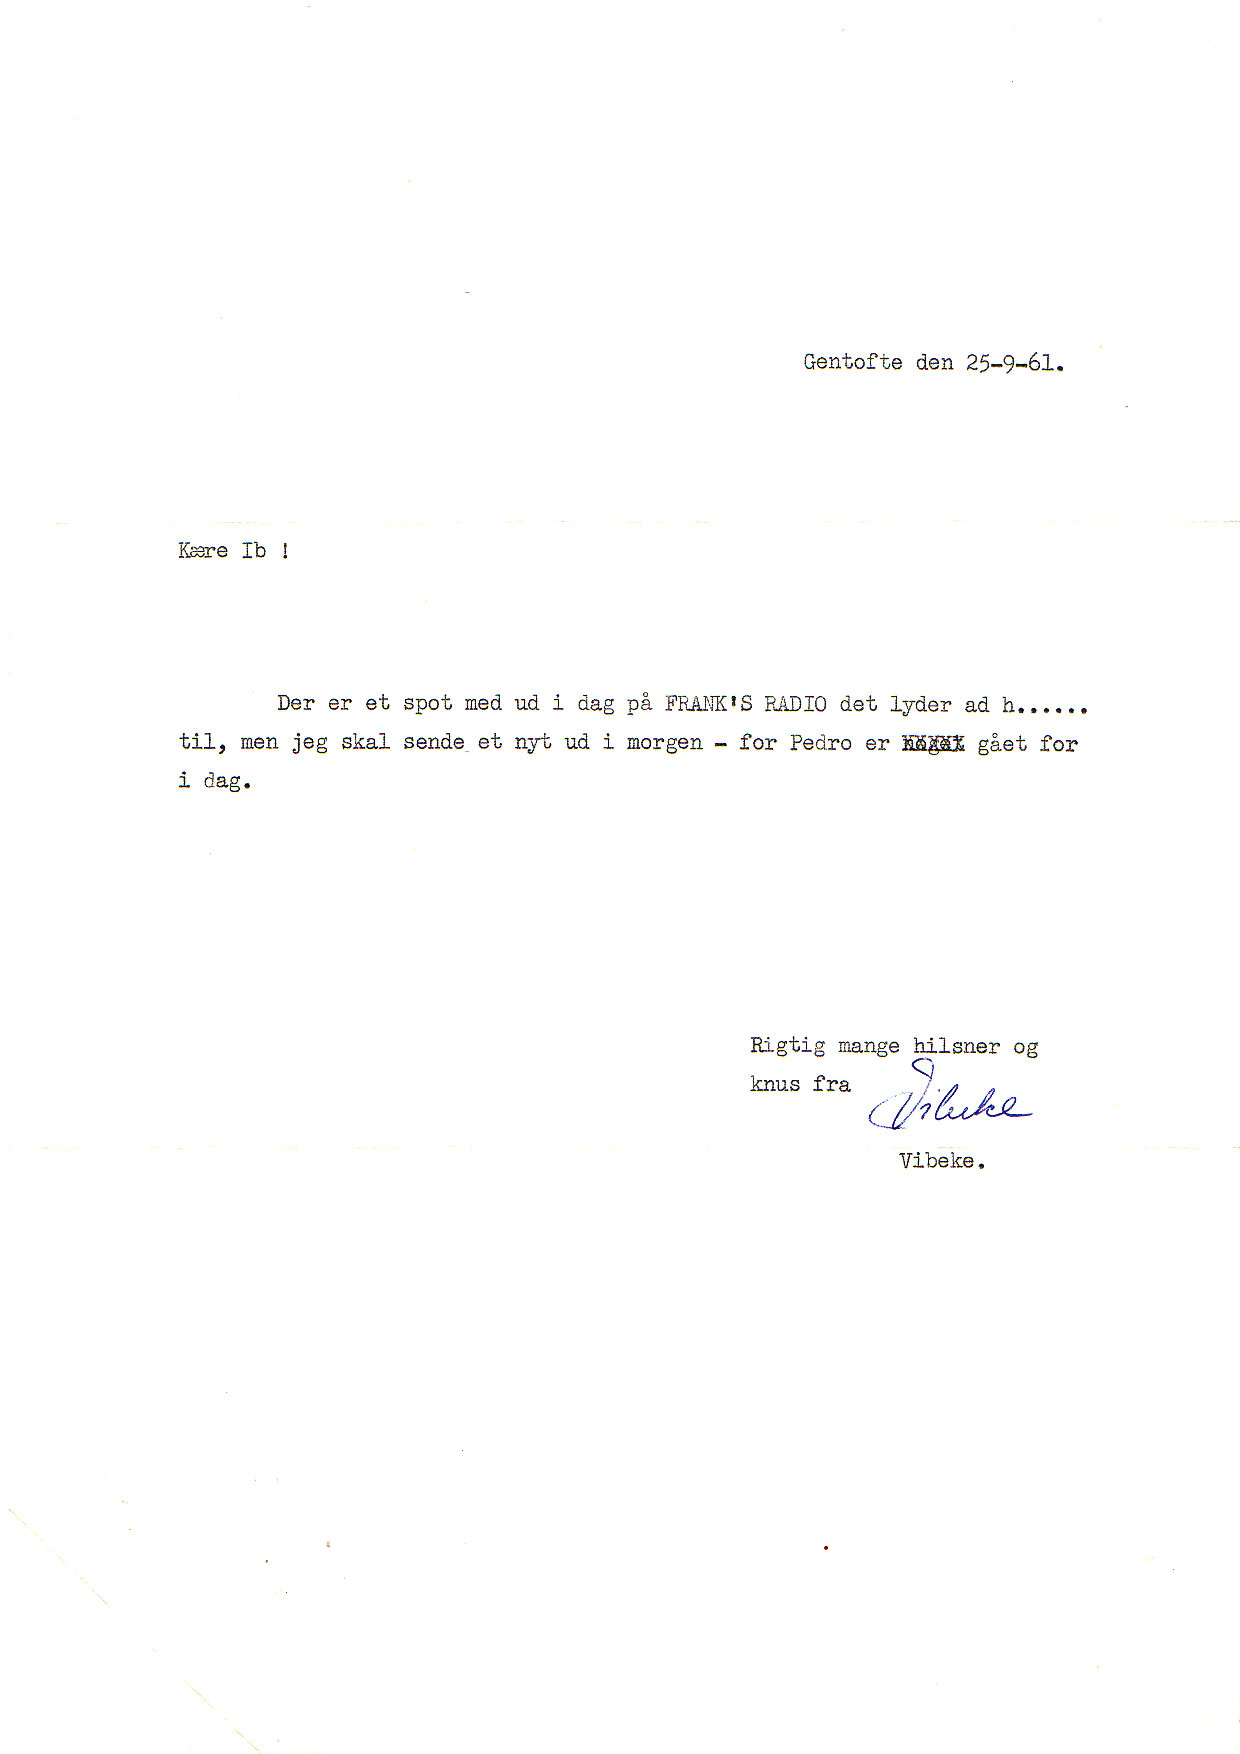 Gentofte den 25-9-61.
Kære Ib !
Der er et spot med ud i dag på FRANK'S RADIO det lyder ad h......
til, men jeg skal sende et nyt ud i morgen - for Pedro er gået for
i dag.
Rigtig mange hilsner og
knus fra Vibeke
Vibeke.